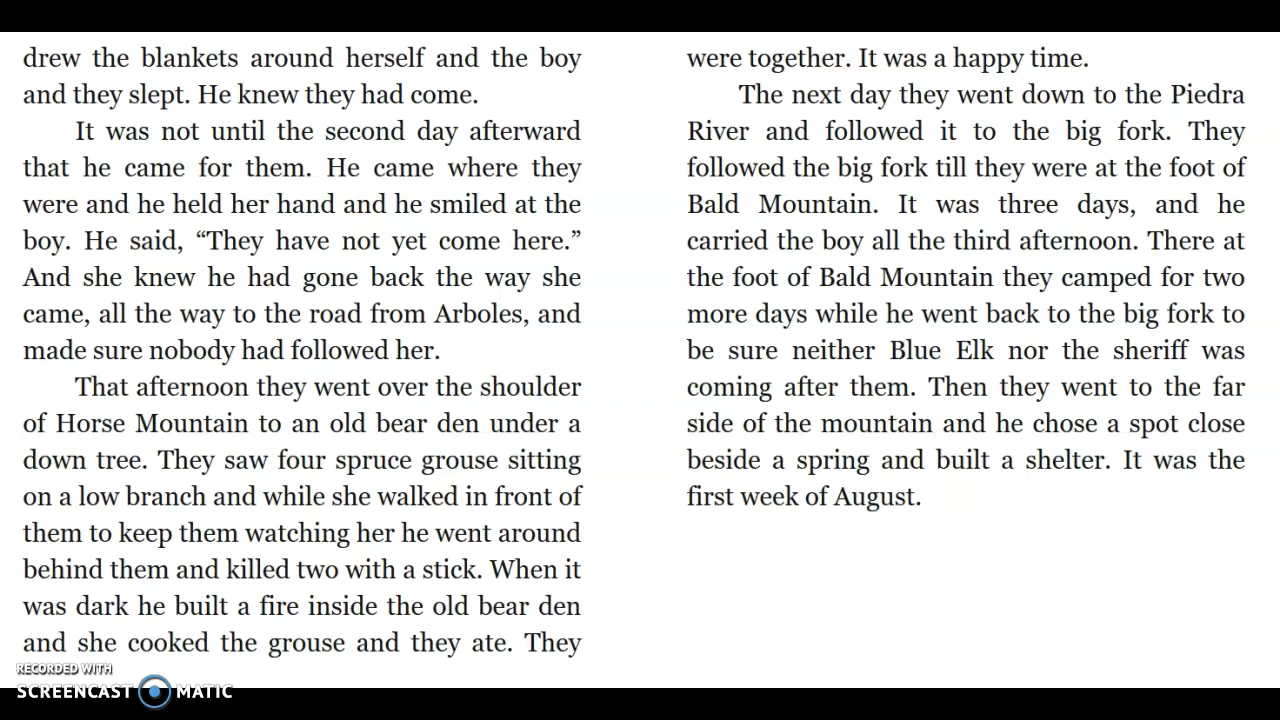 drew the blankets around herself and the boy
and they slept. He knew they had come.
It was not until the second day afterward
that he came for them. He came where they
were and he held her hand and he smiled at the
boy. He said, “They have not yet come here.”
And she knew he had gone back the way she
came, all the way to the road from Arboles, and
made sure nobody had followed her.
That afternoon they went over the shoulder
of Horse Mountain to an old bear den under a
down tree. They saw four spruce grouse sitting
on a low branch and while she walked in front of
them to keep them watching her he went around
behind them and killed two with a stick. When it
was dark he built a fire inside the old bear den
and she cooked the grouse and they ate. They
were together. It was a happy time.
The next day they went down to the Piedra
River and followed it to the big fork. They
followed the big fork till they were at the foot of
Bald Mountain. It was three days, and he
carried the boy all the third afternoon. There at
the foot of Bald Mountain they camped for two
more days while he went back to the big fork to
be sure neither Blue Elk nor the sheriff was
coming after them. Then they went to the far
side of the mountain and he chose a spot close
beside a spring and built a shelter. It was the
first week of August.
RECORDED WITH
SCREENCAST MATIC